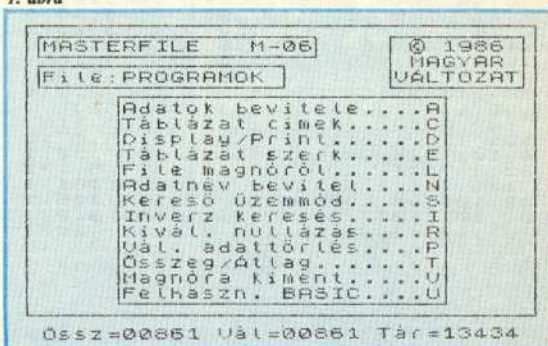 1. ábra
MASTERFILE M-06
© 1986
MAGYAR
VÁLTOZAT
File:PROGRAMOK
Adatok bevitele....A
Táblázat címek.....C
Display/Print......D
Táblázat szerk.....E
File magnóról......L
Adatnév bevitel....N
Kereső üzemmód.....S
Inverz keresés.....I
Kivál. nullázás....R
Vál. adattörlés....P
Összeg/Átlag.......T
Magnóra kiment.....V
Felhaszn. BASIC....U
Össz=00861 Vál=00861 Tár=13434